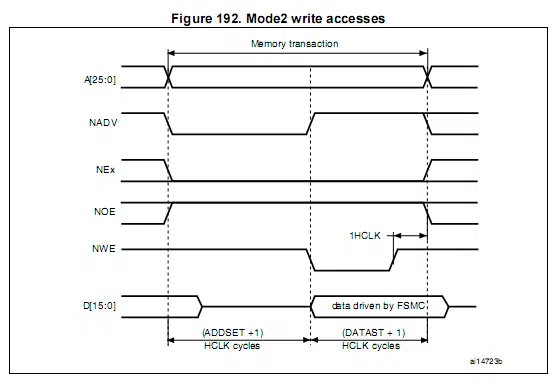 Figure 192. Mode2 write accesses
Memory transaction
A[25:0]
NADV
NEx
NOE
1HCLK
NWE
D[15:0]
data driven by FSMC
(ADDSET +1)
HCLK cycles
(DATAST + 1)
HCLK cycles
ai14723b